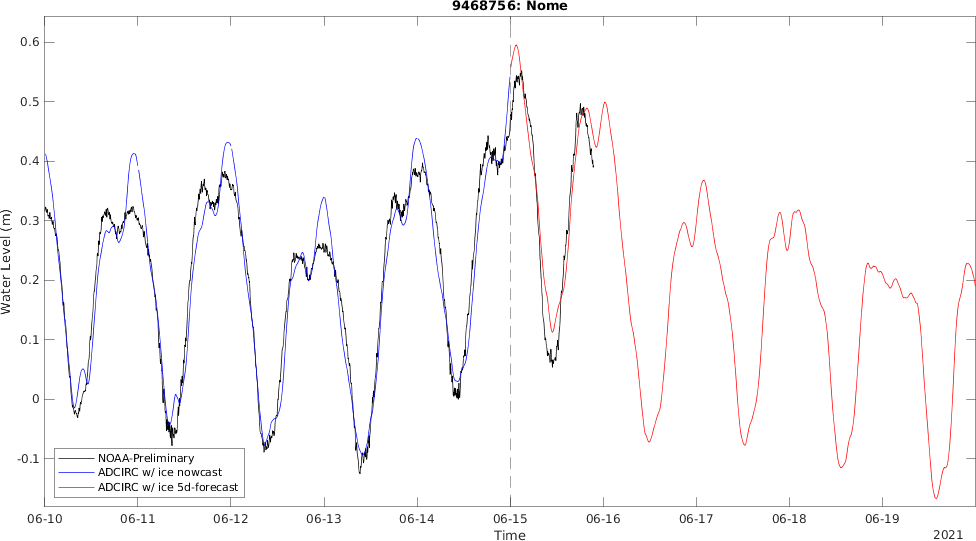 9468756: Nome
0.6
0.5
0.4
0.3
0.2
0.1
0
-0.1
Water Level (m)
NOAA-Preliminary
ADCIRC w/ ice nowcast
ADCIRC w/ ice 5d-forecast
06-10 06-11 06-12 06-13 06-14 06-15 06-16 06-17 06-18 06-19
Time
2021